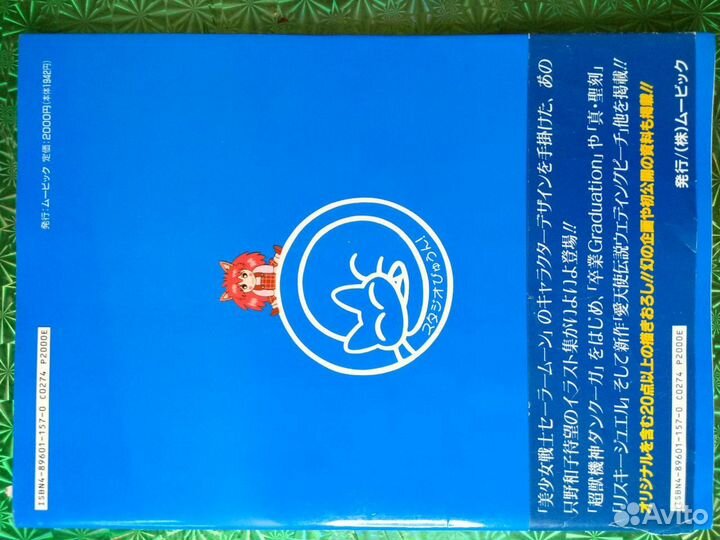 発行：ムービック 定価：2000円（本体1942円）
ISBN4-89601-157-0 C0274 P2000E
スタジオびゅうん！
「美少女戦士セーラームーン」のキャラクターデザインを手掛けた、あの
只野和子待望のイラスト集がいよいよ登場!!
「超獣機神ダンクーガ」をはじめ、「卒業Graduation」や「真・聖刻」
「リスキージュエル」そして新作「愛天使伝説ウェディングピーチ」他を掲載!!
オリジナルを含む20点以上の描きおろし!!幻の企画や初公開の資料も掲載!!
ISBN4-89601-157-0 C0274 P2000E
発行／（株）ムービック
Avito